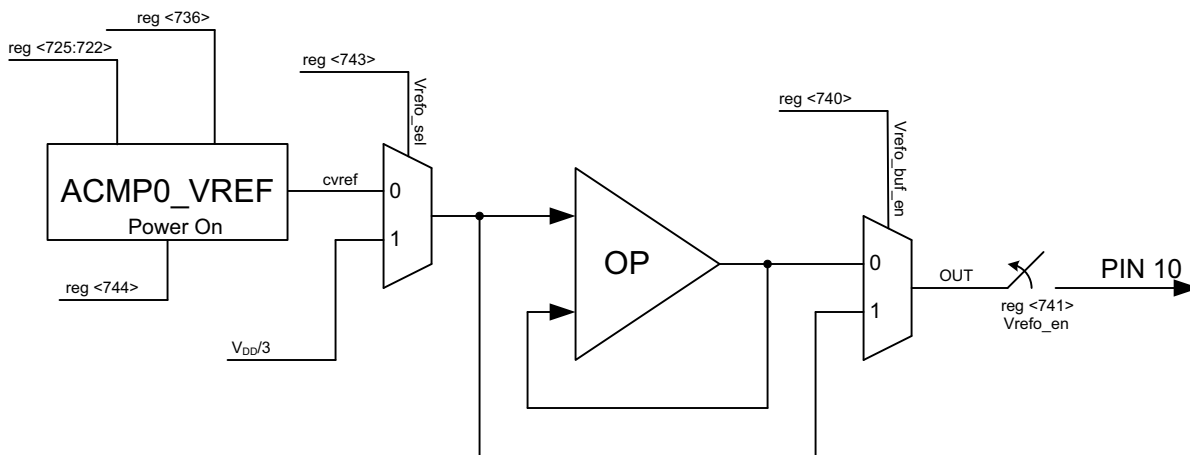 reg <736>
reg <725:722>
reg <743>
Vrefo_sel
reg <740>
Vrefo_buf_en
ACMP0_VREF
Power On
cvref
0
1
reg <744>
V_DD/3
OP
0
1
OUT
PIN 10
reg <741>
Vrefo_en